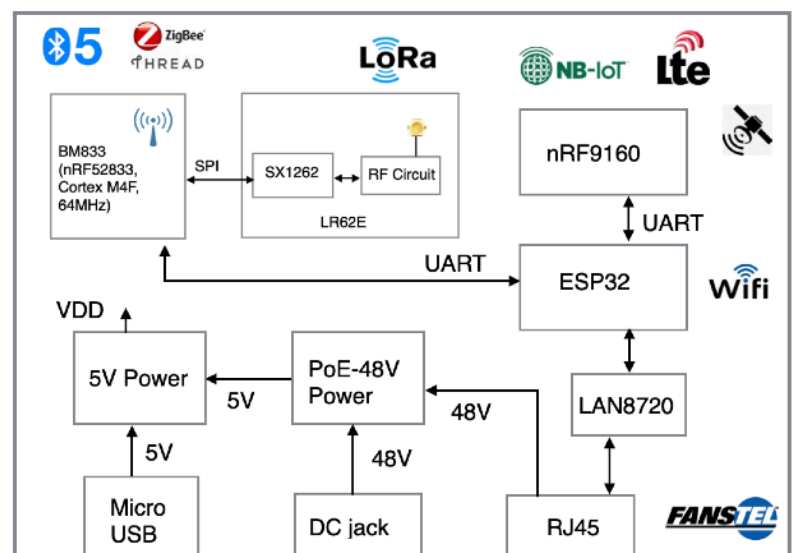 5
ZigBee
THREAD
LoRa
NB-IoT
Lte
BM833
(nRF52833,
Cortex M4F,
64MHz)
SPI
SX1262
RF Circuit
LR62E
nRF9160
UART
UART
ESP32
Wifi
VDD
5V Power
5V
PoE-48V
Power
48V
LAN8720
5V
48V
Micro
USB
DC jack
RJ45
FANSTEL